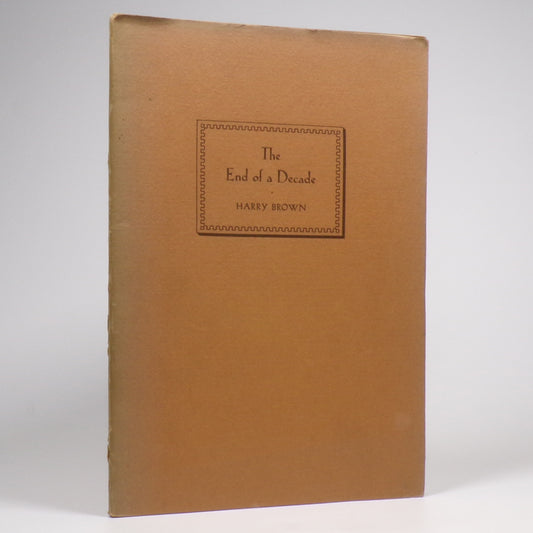 The
End of a Decade
HARRY BROWN